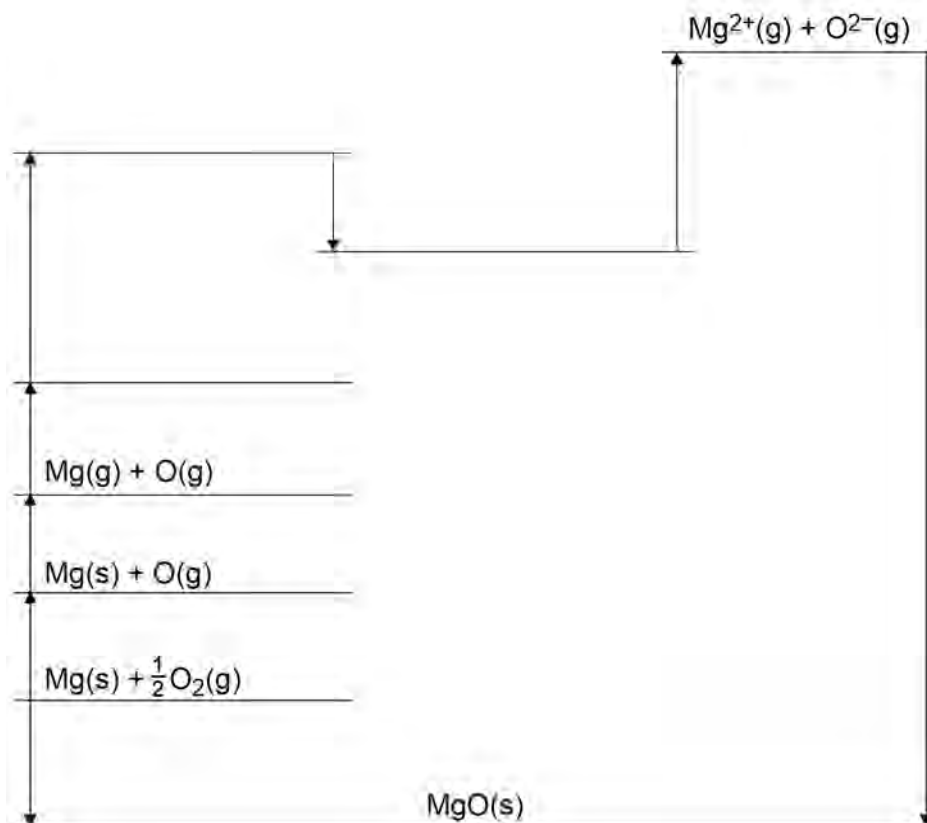 Mg²⁺(g) + O²⁻(g)
Mg(g) + O(g)
Mg(s) + O(g)
Mg(s) + ½O₂(g)
MgO(s)